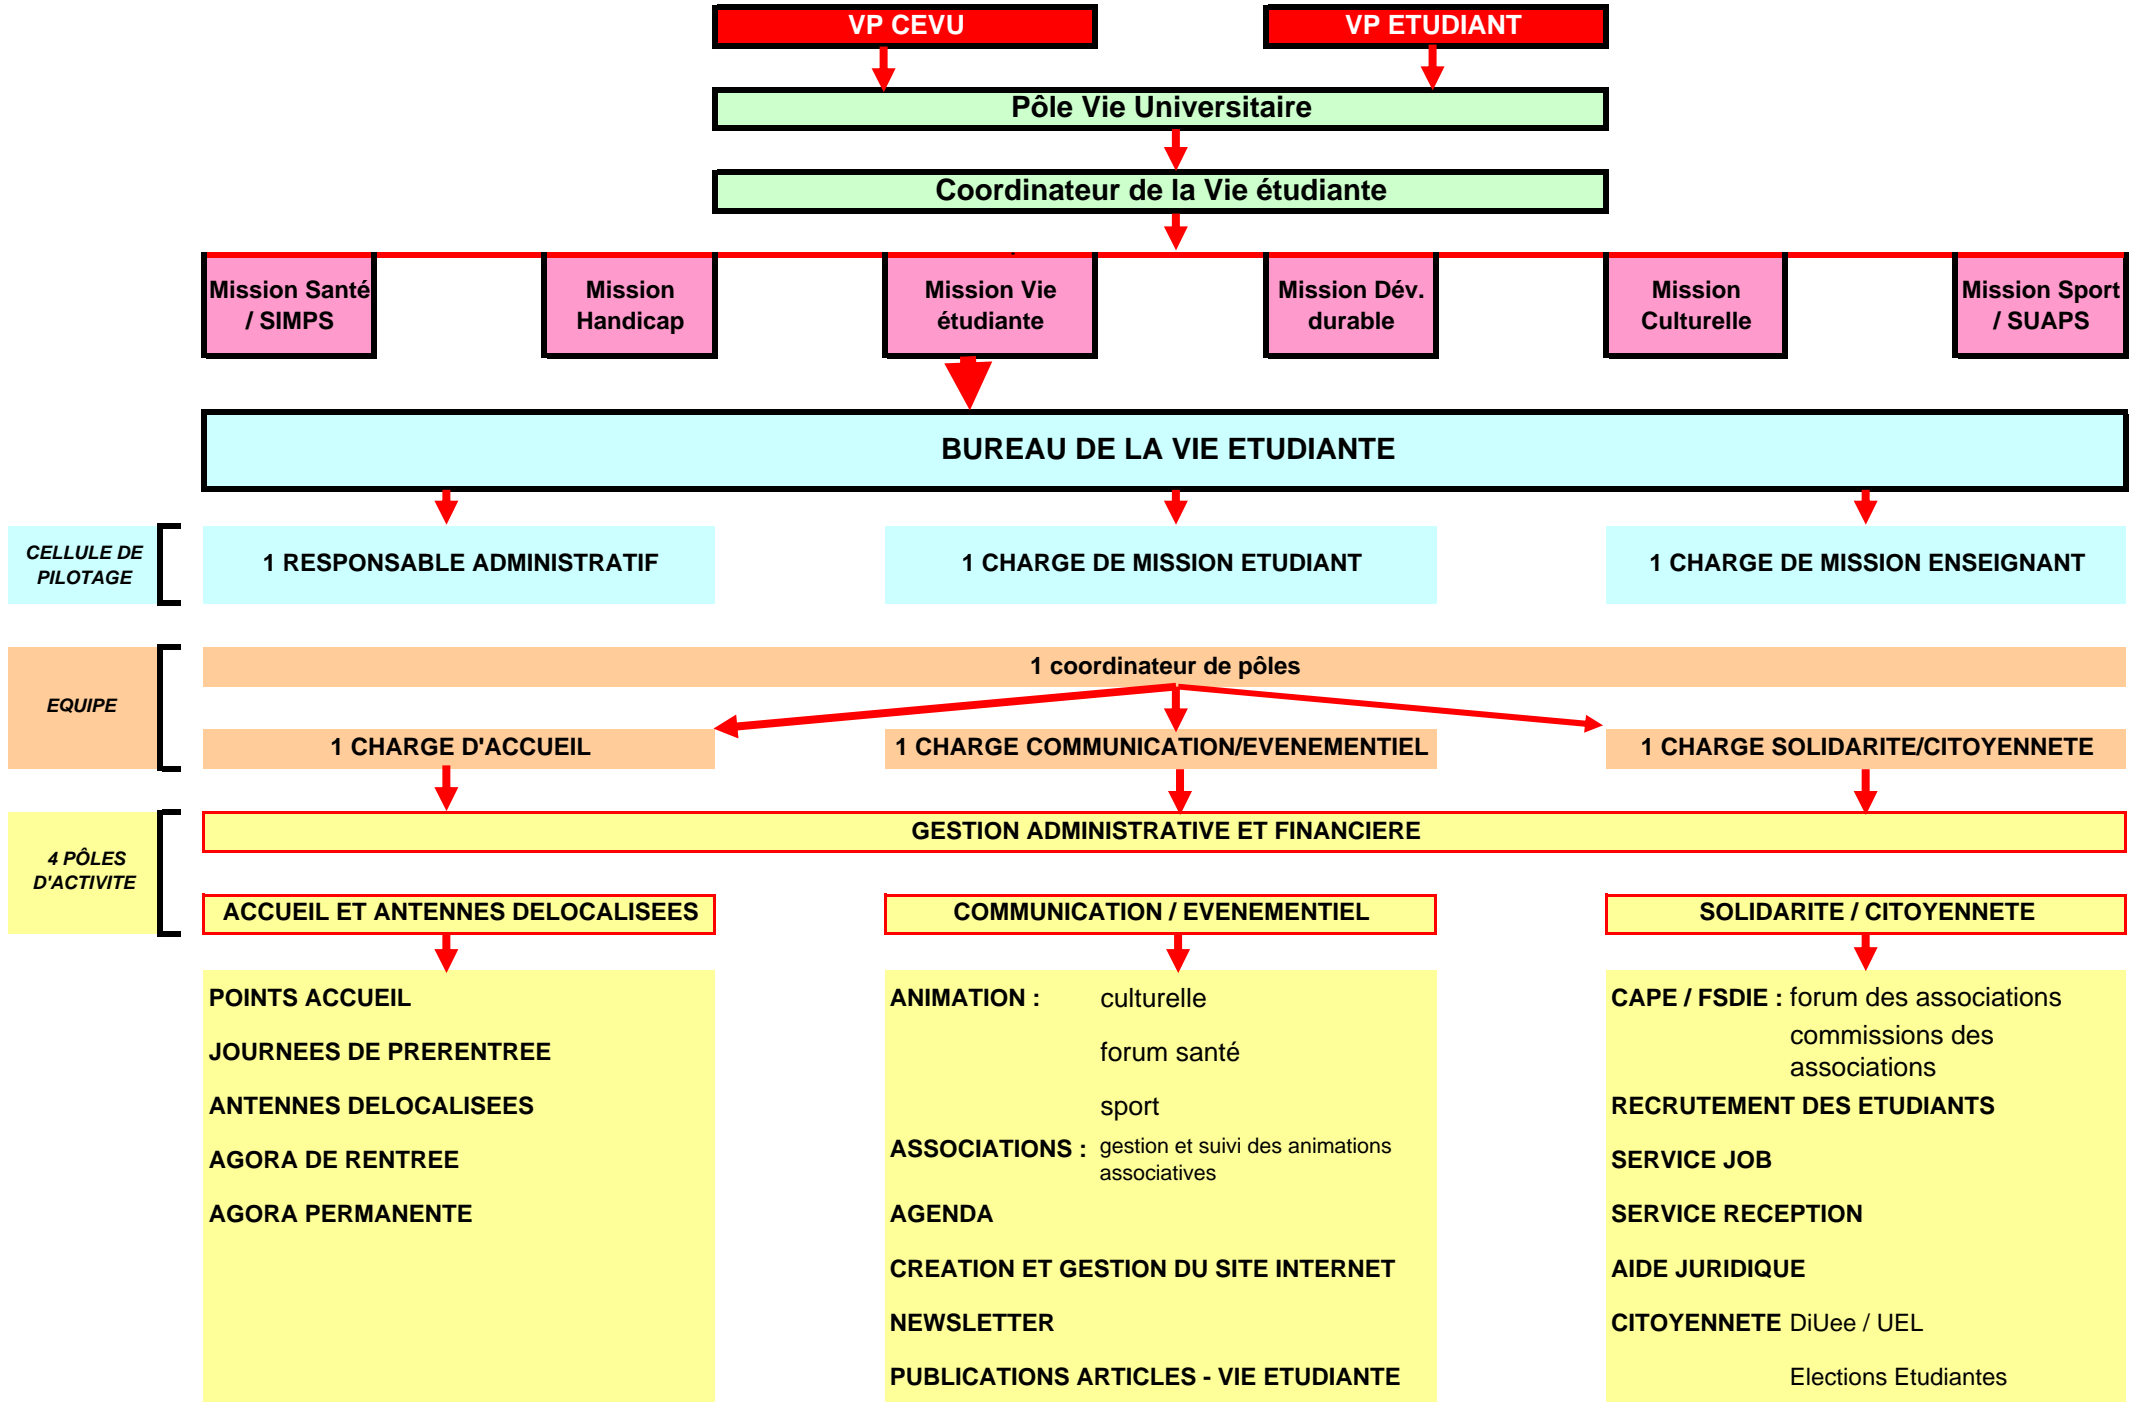 VP CEVU
VP ETUDIANT
Pôle Vie Universitaire
Coordinateur de la Vie étudiante
Mission Santé
/ SIMPS
Mission
Handicap
Mission Vie
étudiante
Mission Dév.
durable
Mission
Culturelle
Mission Sport
/ SUAPS
BUREAU DE LA VIE ETUDIANTE
CELLULE DE
PILOTAGE
1 RESPONSABLE ADMINISTRATIF
1 CHARGE DE MISSION ETUDIANT
1 CHARGE DE MISSION ENSEIGNANT
EQUIPE
1 coordinateur de pôles
1 CHARGE D'ACCUEIL
1 CHARGE COMMUNICATION/EVENEMENTIEL
1 CHARGE SOLIDARITE/CITOYENNETE
4 PÔLES
D'ACTIVITE
GESTION ADMINISTRATIVE ET FINANCIERE
ACCUEIL ET ANTENNES DELOCALISEES
COMMUNICATION / EVENEMENTIEL
SOLIDARITE / CITOYENNETE
POINTS ACCUEIL
JOURNEES DE PRERENTREE
ANTENNES DELOCALISEES
AGORA DE RENTREE
AGORA PERMANENTE
ANIMATION : culturelle
forum santé
sport
ASSOCIATIONS : gestion et suivi des animations
associatives
AGENDA
CREATION ET GESTION DU SITE INTERNET
NEWSLETTER
PUBLICATIONS ARTICLES - VIE ETUDIANTE
CAPE / FSDIE : forum des associations
commissions des
associations
RECRUTEMENT DES ETUDIANTS
SERVICE JOB
SERVICE RECEPTION
AIDE JURIDIQUE
CITOYENNETE DiUee / UEL
Elections Etudiantes